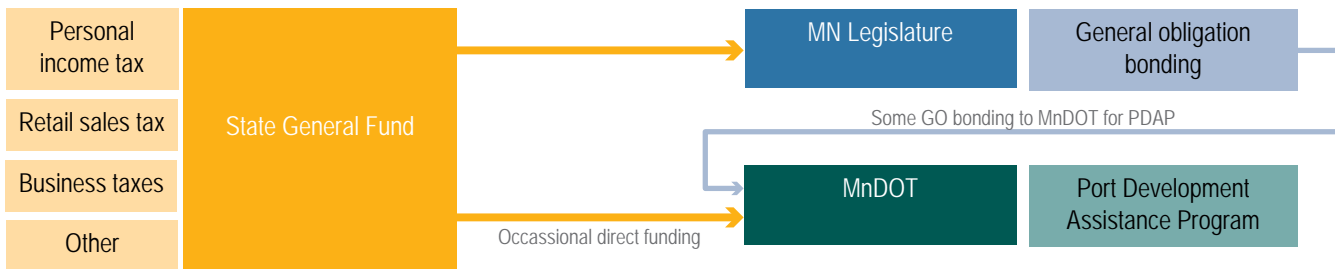 Personal
income tax
Retail sales tax
Business taxes
Other
State General Fund
MN Legislature
General obligation
bonding
Some GO bonding to MnDOT for PDAP
MnDOT
Port Development
Assistance Program
Occassional direct funding